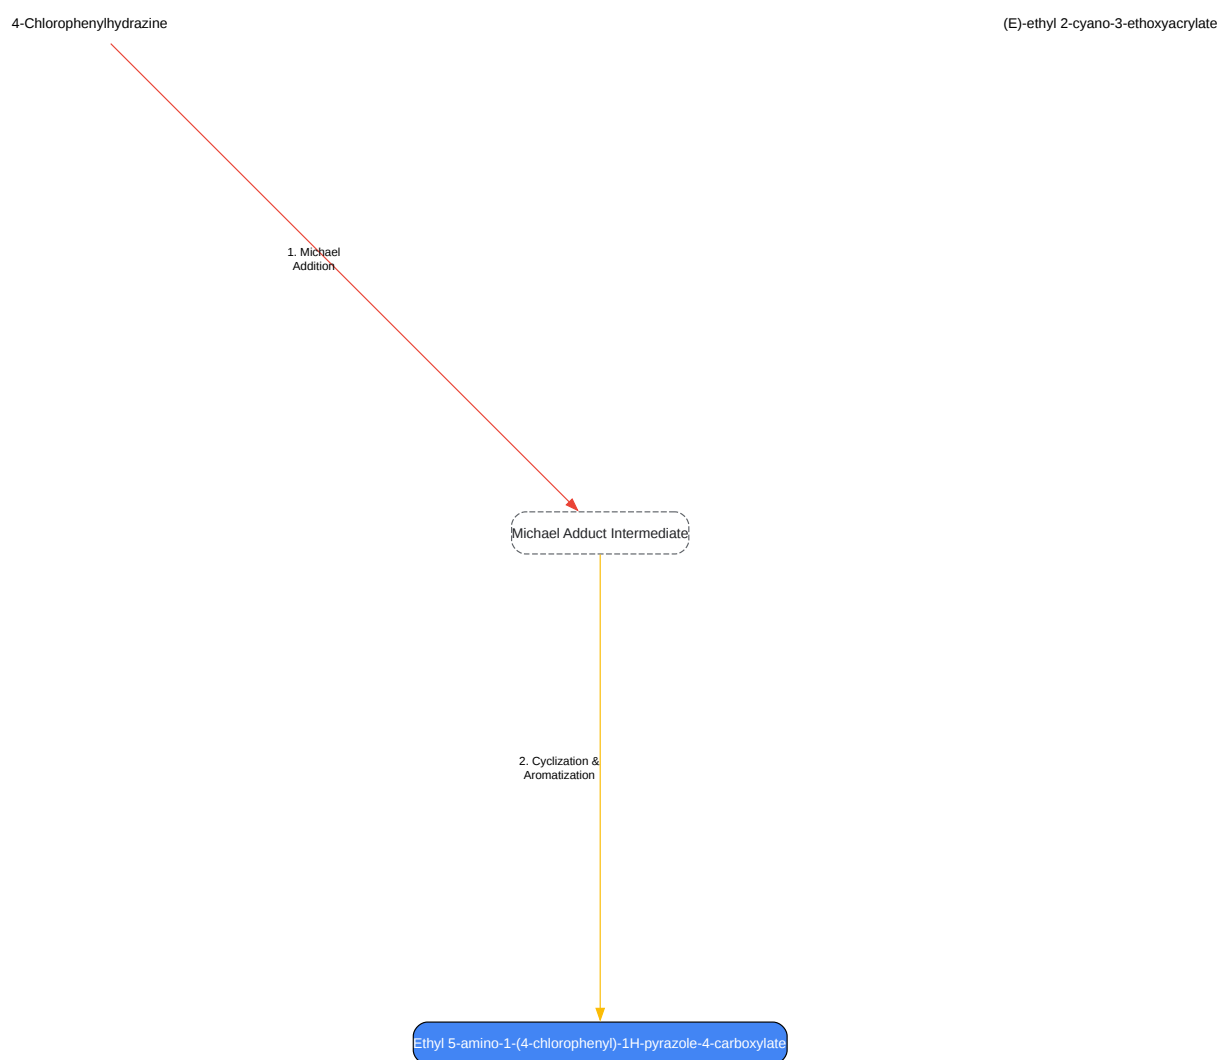 4-Chlorophenylhydrazine
(E)-ethyl 2-cyano-3-ethoxyacrylate
1. Michael
Addition
Michael Adduct Intermediate
2. Cyclization &
Aromatization
Ethyl 5-amino-1-(4-chlorophenyl)-1H-pyrazole-4-carboxylate